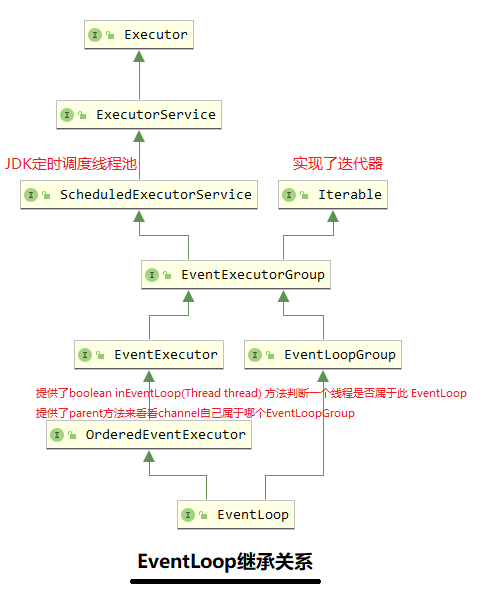 Executor
ExecutorService
JDK定时调度线程池
实现了迭代器
ScheduledExecutorService
Iterable
EventExecutorGroup
EventExecutor
EventLoopGroup
提供了boolean inEventLoop(Thread thread) 方法判断一个线程是否属于此 EventLoop
提供了parent方法来看看channel自己属于哪个EventLoopGroup
OrderedEventExecutor
EventLoop
EventLoop继承关系